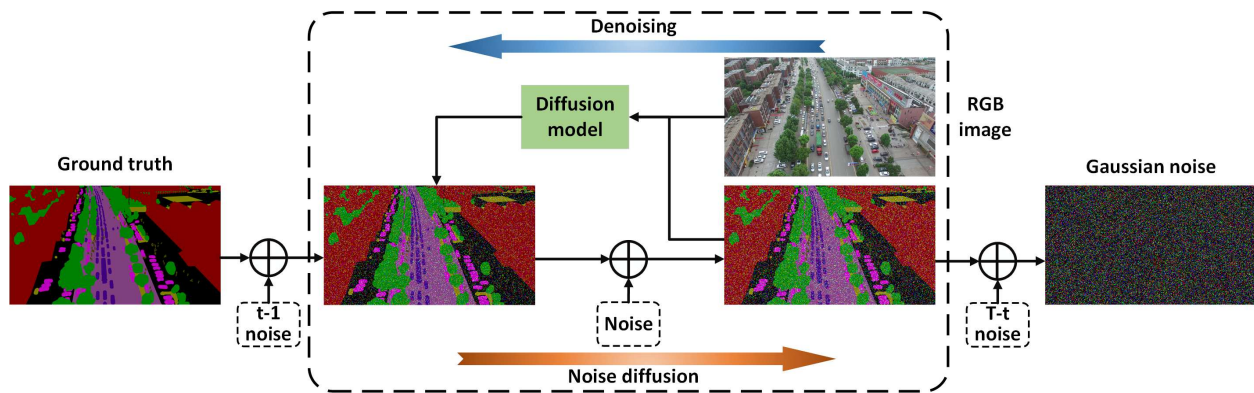 Denoising
Diffusion
model
RGB
image
Ground truth
Gaussian noise
t-1
noise
Noise
T-t
noise
Noise diffusion